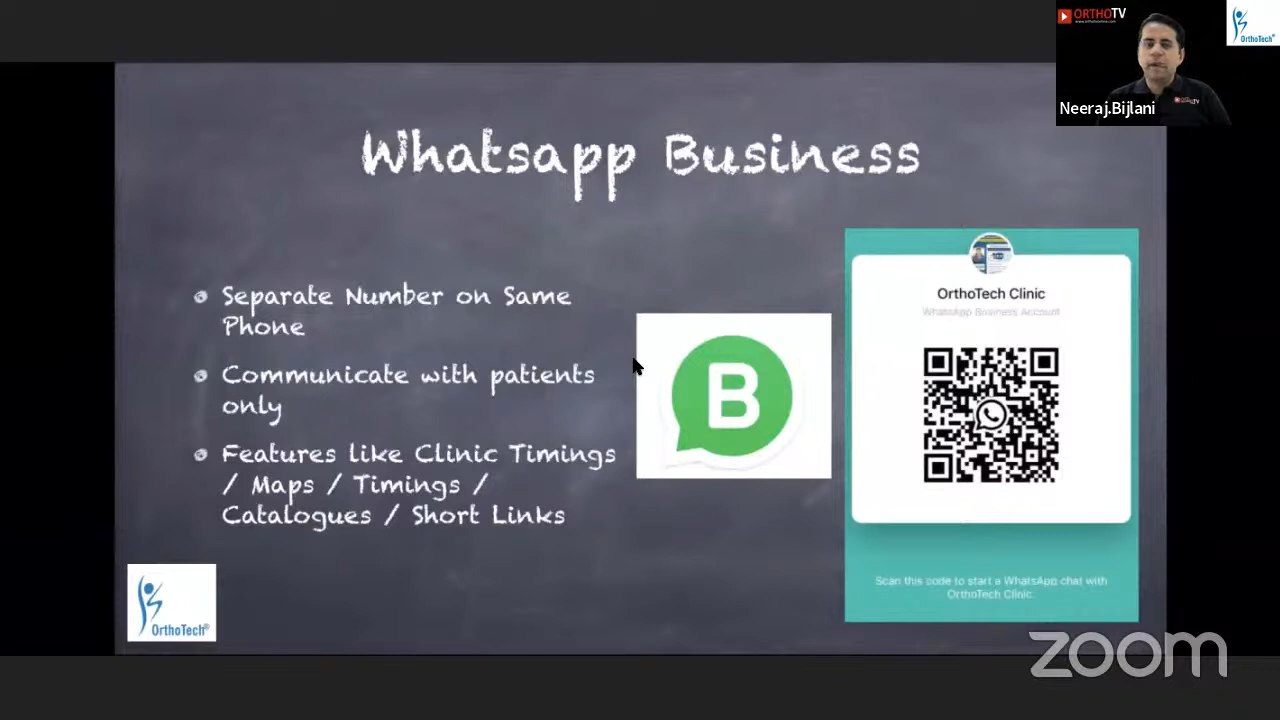 ORTHOTV
OrthoTech®
Neeraj.Bijlani
Whatsapp Business
Separate Number on Same
Phone
Communicate with patients
only
Features like Clinic Timings
/ Maps / Timings /
Catalogues / Short Links
B
OrthoTech Clinic
WhatsApp Business Account
Scan this code to start a WhatsApp chat with
OrthoTech Clinic.
OrthoTech®
zoom